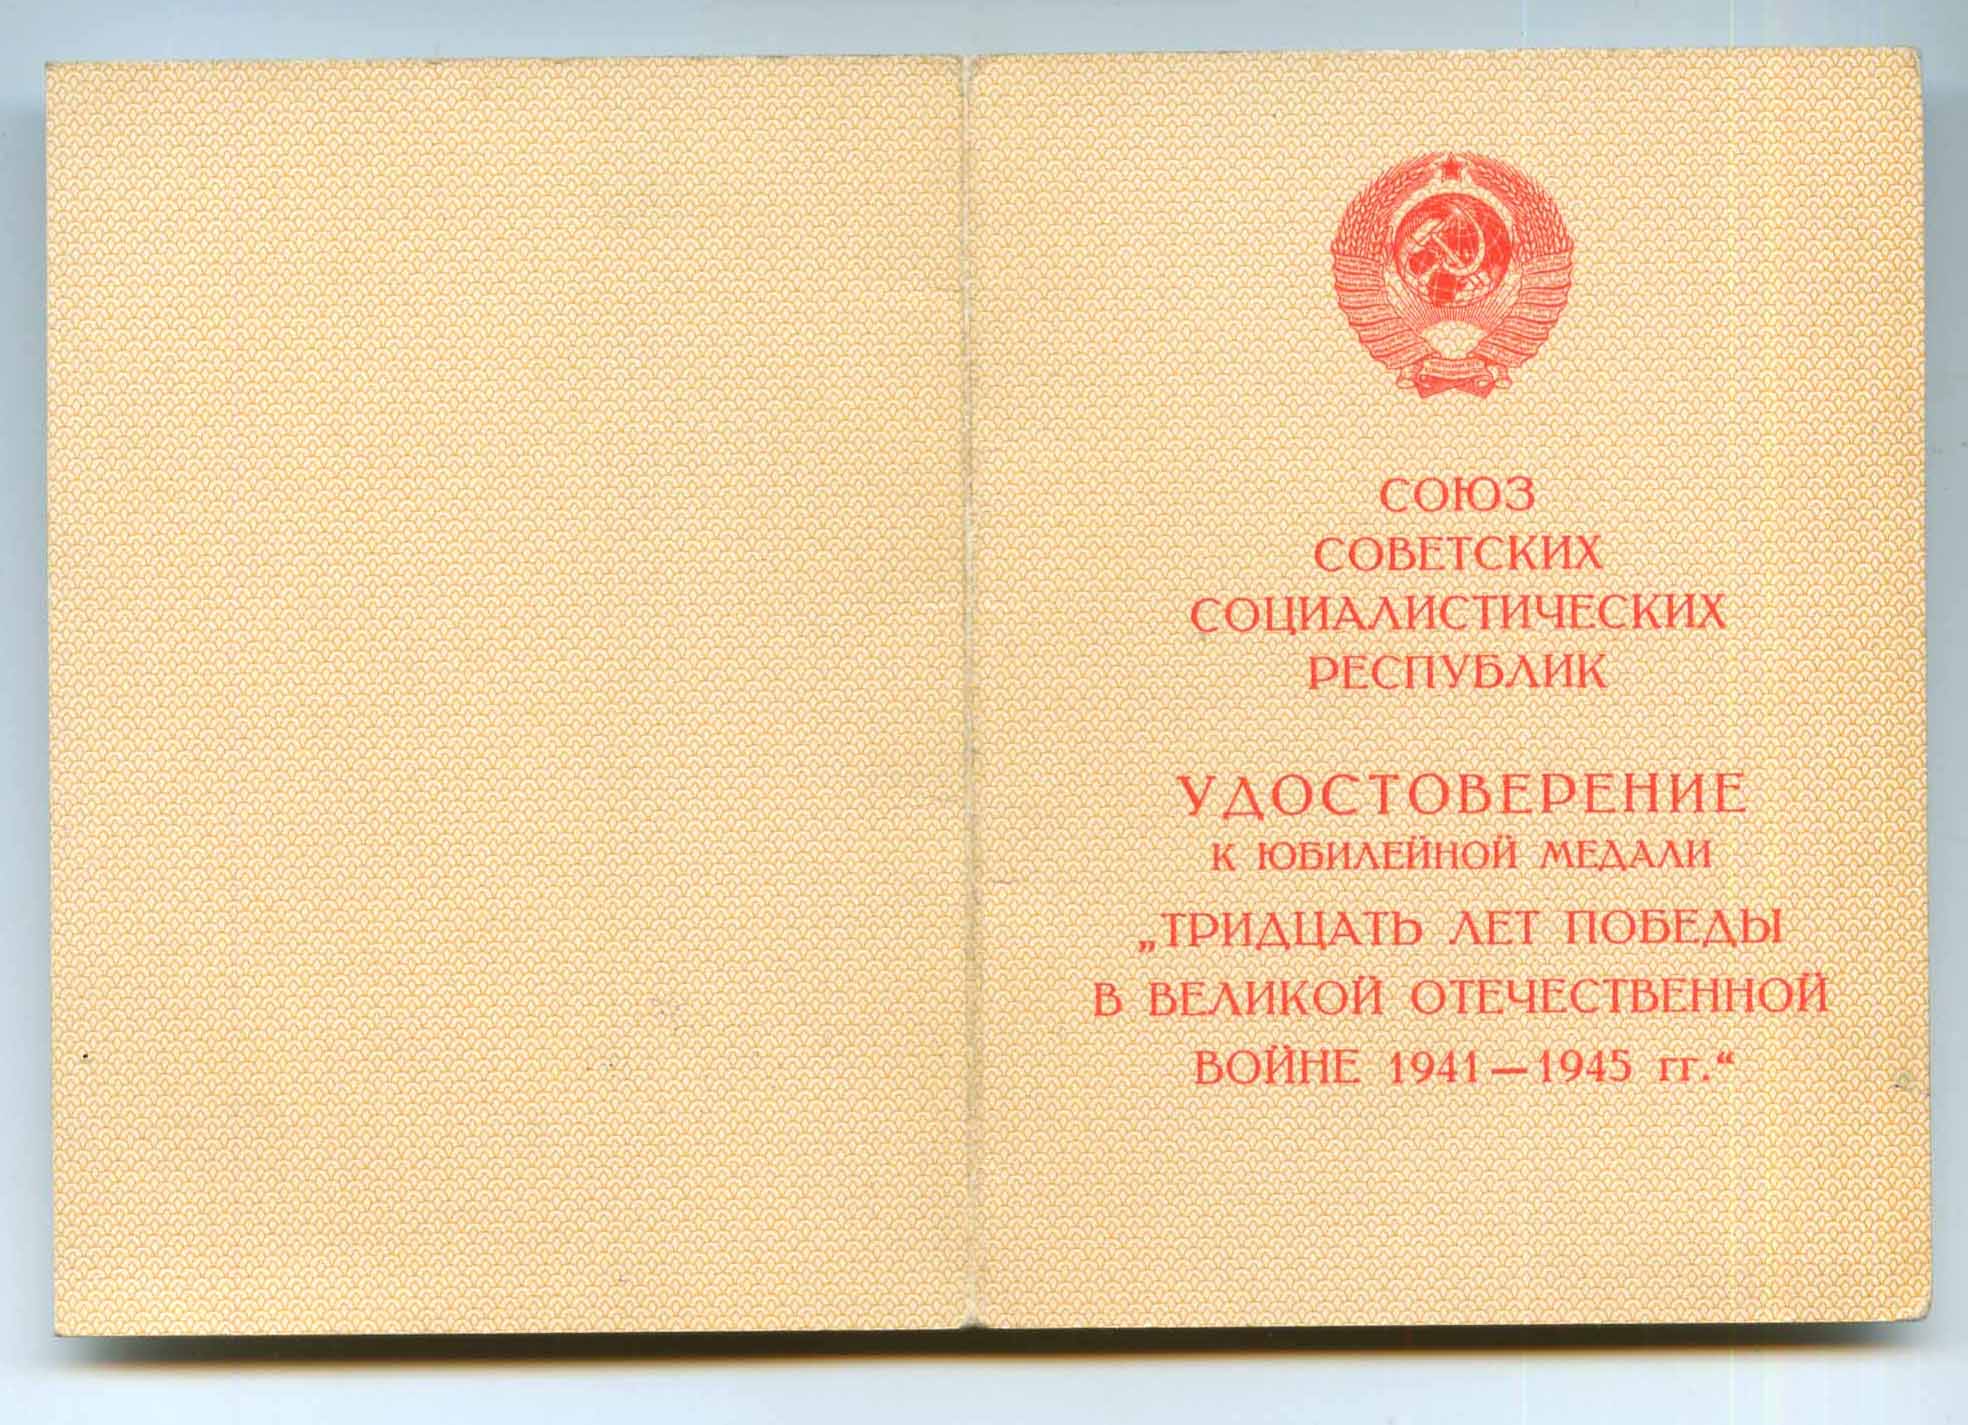 СОЮЗ
СОВЕТСКИХ
СОЦИАЛИСТИЧЕСКИХ
РЕСПУБЛИК
УДОСТОВЕРЕНИЕ
К ЮБИЛЕЙНОЙ МЕДАЛИ
„ТРИДЦАТЬ ЛЕТ ПОБЕДЫ
В ВЕЛИКОЙ ОТЕЧЕСТВЕННОЙ
ВОЙНЕ 1941—1945 гг.“